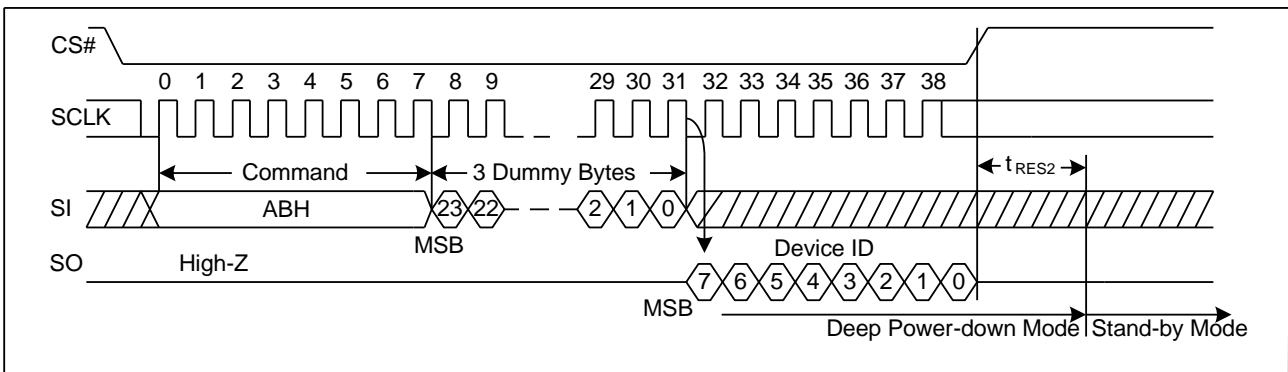 CS#
0 1 2 3 4 5 6 7 8 9 29 30 31 32 33 34 35 36 37 38
SCLK
Command 3 Dummy Bytes tRES2
SI ABH 23 22 2 1 0
MSB
SO High-Z Device ID
7 6 5 4 3 2 1 0
MSB
Deep Power-down Mode Stand-by Mode